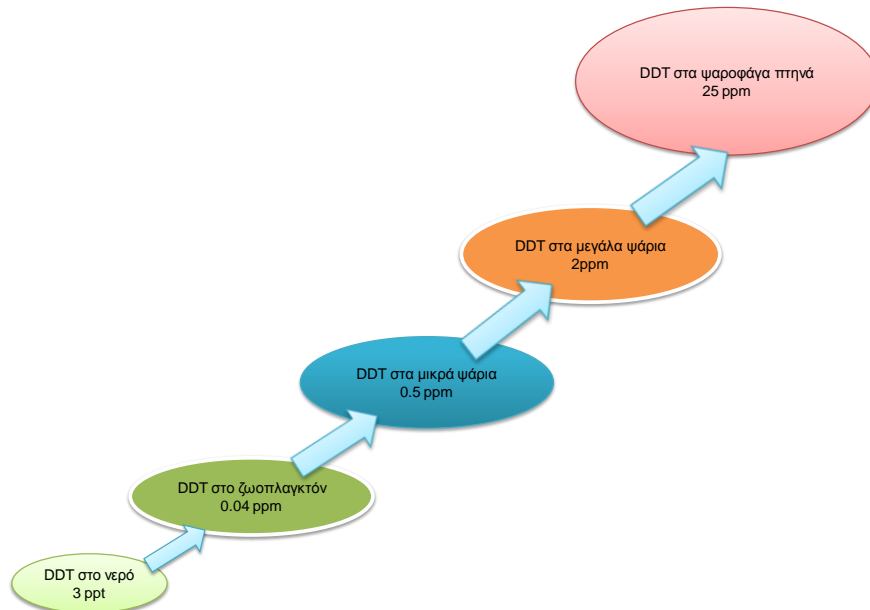 DDT στα ψαροφάγα πτηνά
25 ppm
DDT στα μεγάλα ψάρια
2ppm
DDT στα μικρά ψάρια
0.5 ppm
DDT στο ζωοπλαγκτόν
0.04 ppm
DDT στο νερό
3 ppt